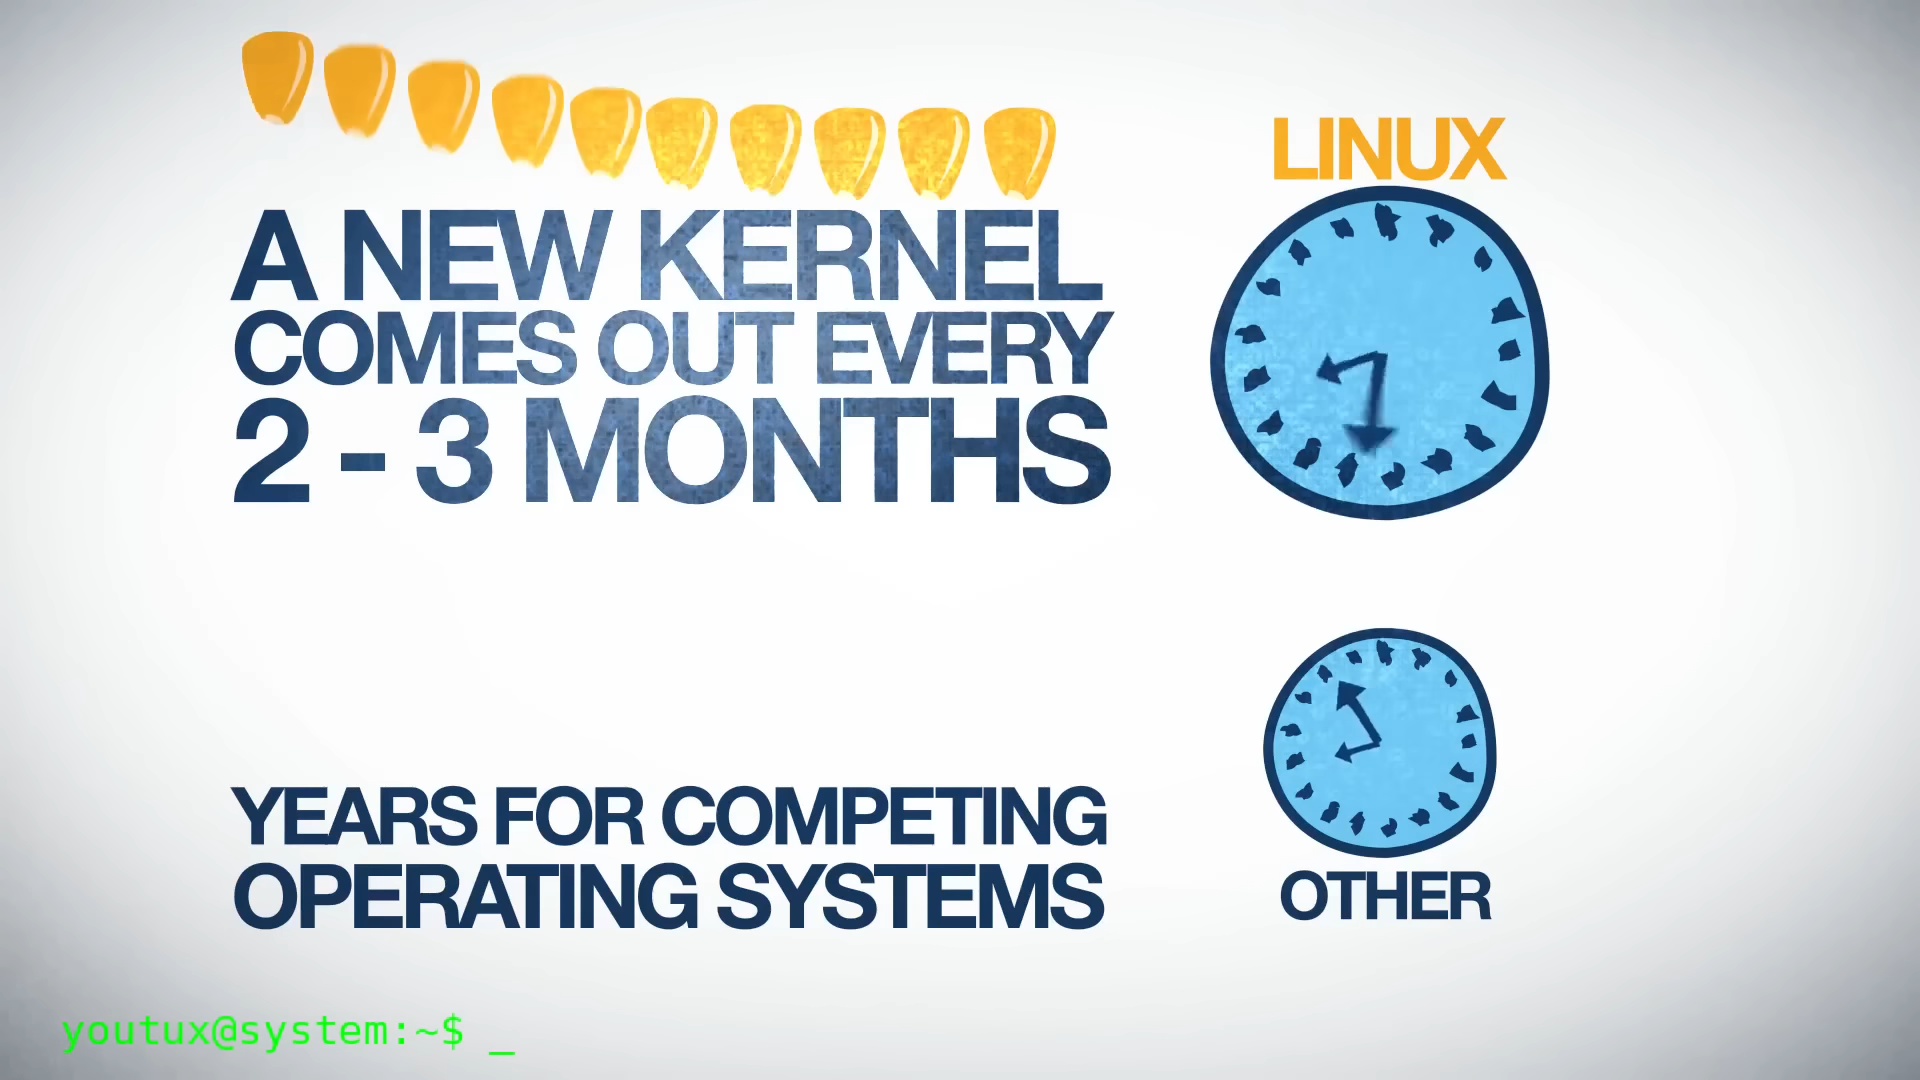 A NEW KERNEL
COMES OUT EVERY
2 - 3 MONTHS
LINUX
YEARS FOR COMPETING
OPERATING SYSTEMS
OTHER
youtux@system:~$ _